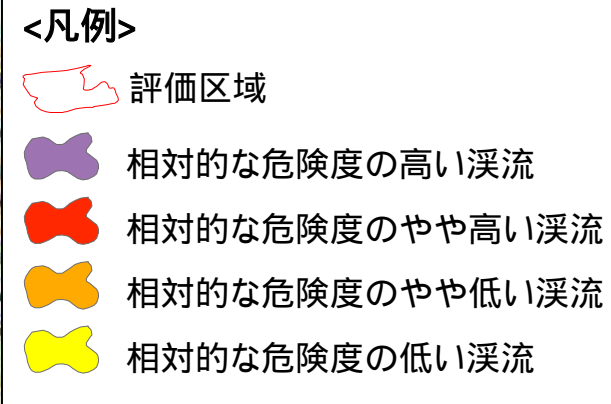 <凡例>
評価区域
相対的な危険度の高い渓流
相対的な危険度のやや高い渓流
相対的な危険度のやや低い渓流
相対的な危険度の低い渓流